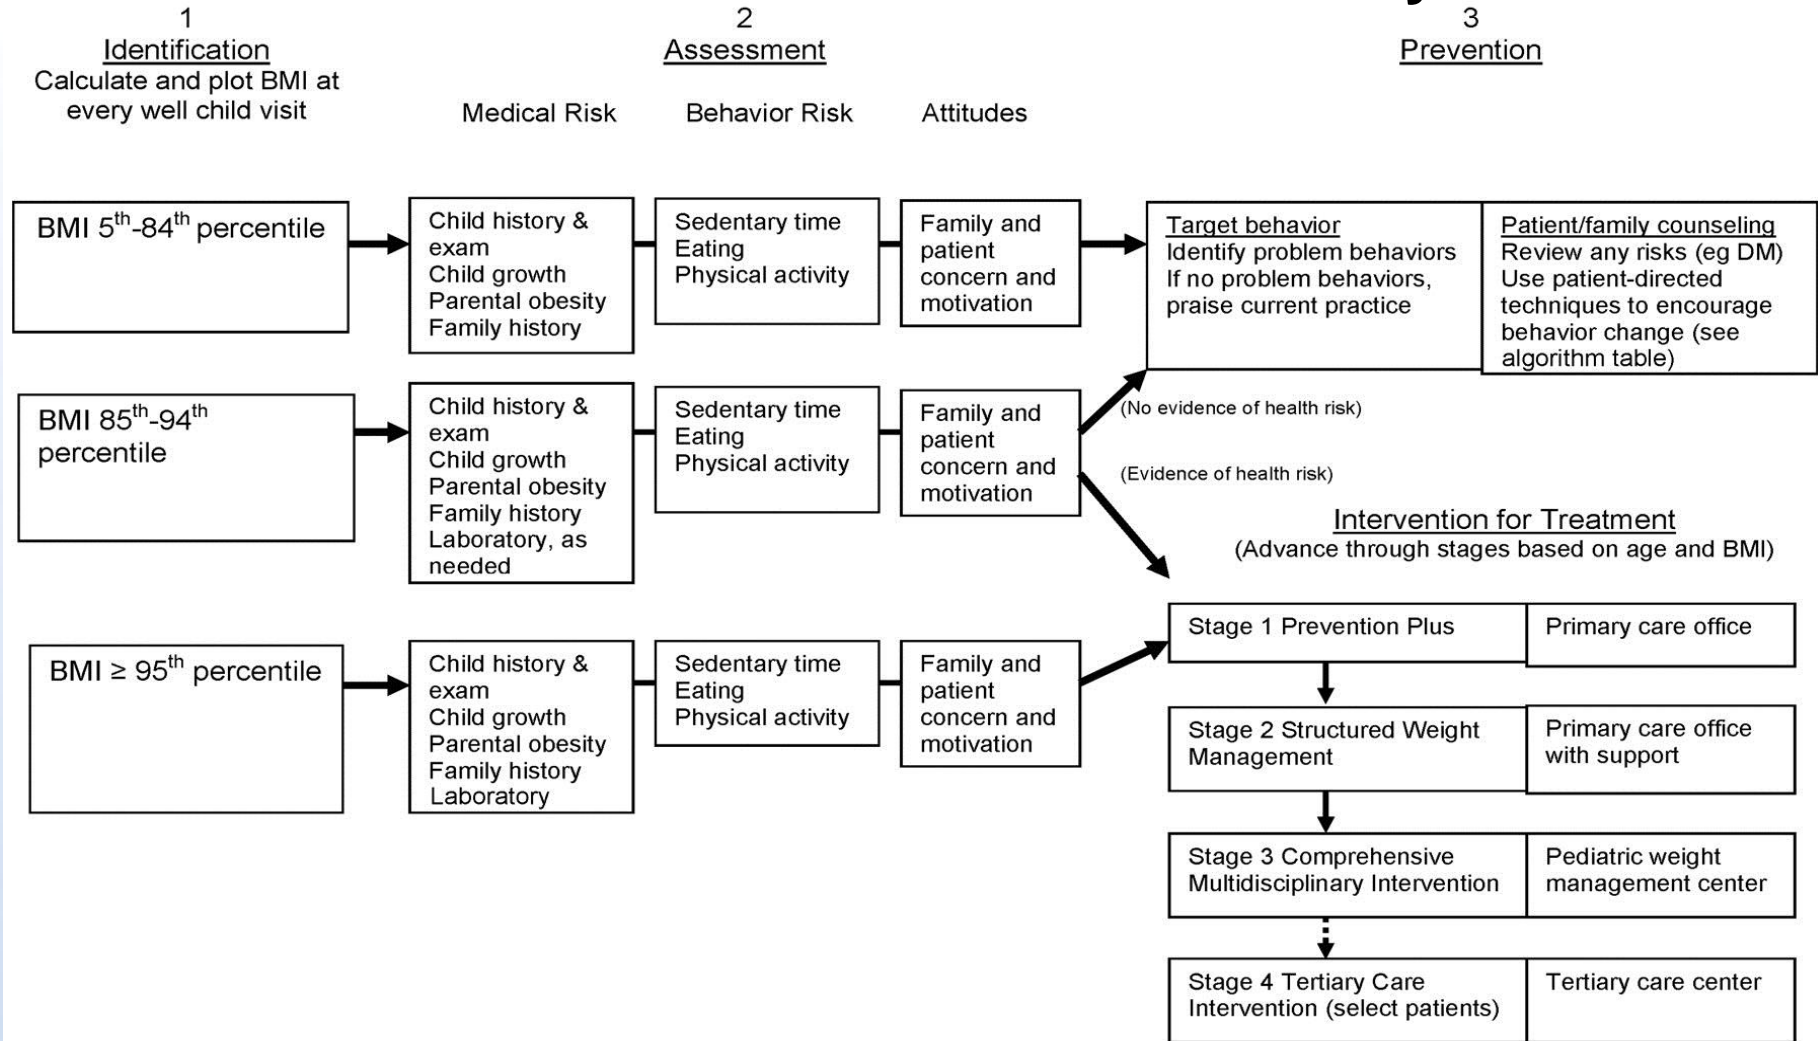 1
Identification
Calculate and plot BMI at
every well child visit
2
Assessment
Medical Risk
Behavior Risk
Attitudes
3
Prevention
BMI 5th-84th percentile
Child history &
exam
Child growth
Parental obesity
Family history
Sedentary time
Eating
Physical activity
Family and
patient
concern and
motivation
Target behavior
Identify problem behaviors
If no problem behaviors,
praise current practice
Patient/family counseling
Review any risks (eg DM)
Use patient-directed
techniques to encourage
behavior change (see
algorithm table)
BMI 85th-94th
percentile
Child history &
exam
Child growth
Parental obesity
Family history
Laboratory, as
needed
Sedentary time
Eating
Physical activity
Family and
patient
concern and
motivation
(No evidence of health risk)
(Evidence of health risk)
Intervention for Treatment
(Advance through stages based on age and BMI)
BMI ≥ 95th percentile
Child history &
exam
Child growth
Parental obesity
Family history
Laboratory
Sedentary time
Eating
Physical activity
Family and
patient
concern and
motivation
Stage 1 Prevention Plus
Primary care office
Stage 2 Structured Weight
Management
Primary care office
with support
Stage 3 Comprehensive
Multidisciplinary Intervention
Pediatric weight
management center
Stage 4 Tertiary Care
Intervention (select patients)
Tertiary care center